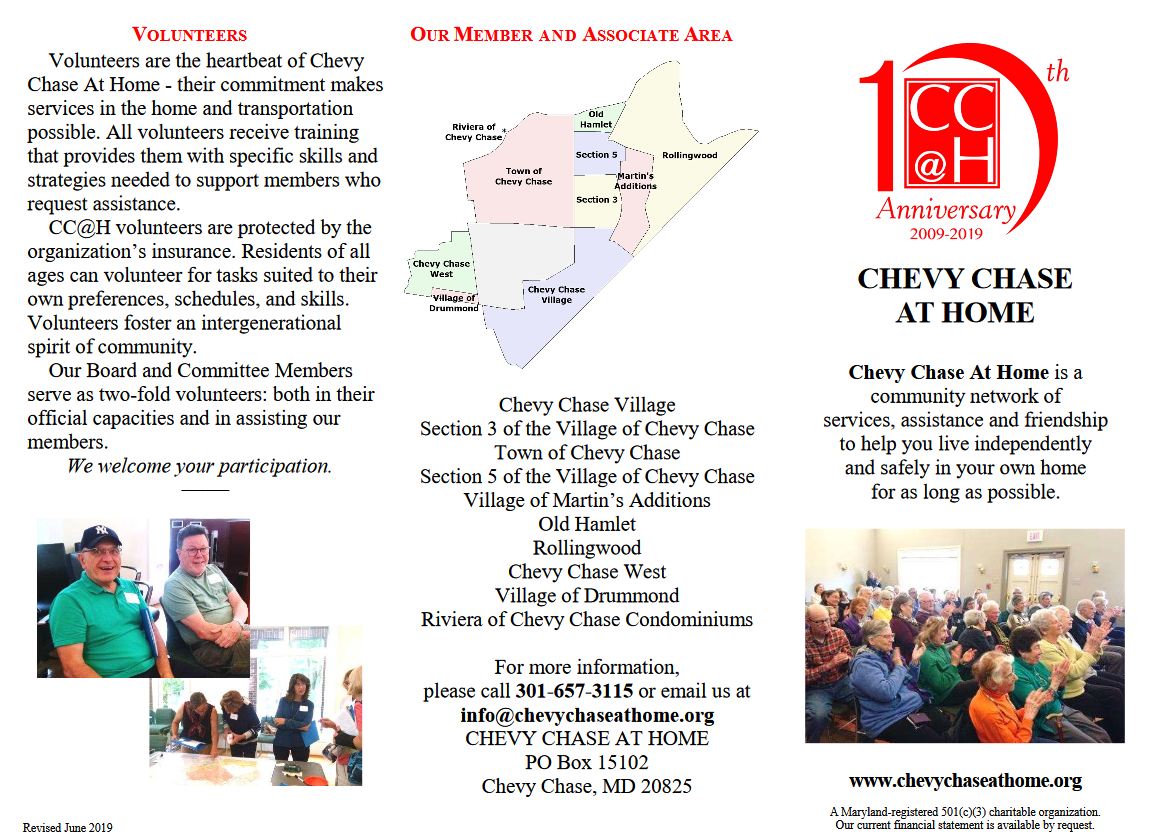 VOLUNTEERS
Volunteers are the heartbeat of Chevy
Chase At Home - their commitment makes
services in the home and transportation
possible. All volunteers receive training
that provides them with specific skills and
strategies needed to support members who
request assistance.
CC@H volunteers are protected by the
organization’s insurance. Residents of all
ages can volunteer for tasks suited to their
own preferences, schedules, and skills.
Volunteers foster an intergenerational
spirit of community.
Our Board and Committee Members
serve as two-fold volunteers: both in their
official capacities and in assisting our
members.
We welcome your participation.
NY
Revised June 2019
OUR MEMBER AND ASSOCIATE AREA
Old
Hamlet
Riviera of
Chevy Chase
*
Section 5
Rollingwood
Town of
Chevy Chase
Martin's
Additions
Section 3
Chevy Chase
West
Village of
Drummond
Chevy Chase
Village
Chevy Chase Village
Section 3 of the Village of Chevy Chase
Town of Chevy Chase
Section 5 of the Village of Chevy Chase
Village of Martin’s Additions
Old Hamlet
Rollingwood
Chevy Chase West
Village of Drummond
Riviera of Chevy Chase Condominiums
For more information,
please call 301-657-3115 or email us at
info@chevychaseathome.org
CHEVY CHASE AT HOME
PO Box 15102
Chevy Chase, MD 20825
10th
CC
@H
Anniversary
2009-2019
CHEVY CHASE
AT HOME
Chevy Chase At Home is a
community network of
services, assistance and friendship
to help you live independently
and safely in your own home
for as long as possible.
EXIT
www.chevychaseathome.org
A Maryland-registered 501(c)(3) charitable organization.
Our current financial statement is available by request.